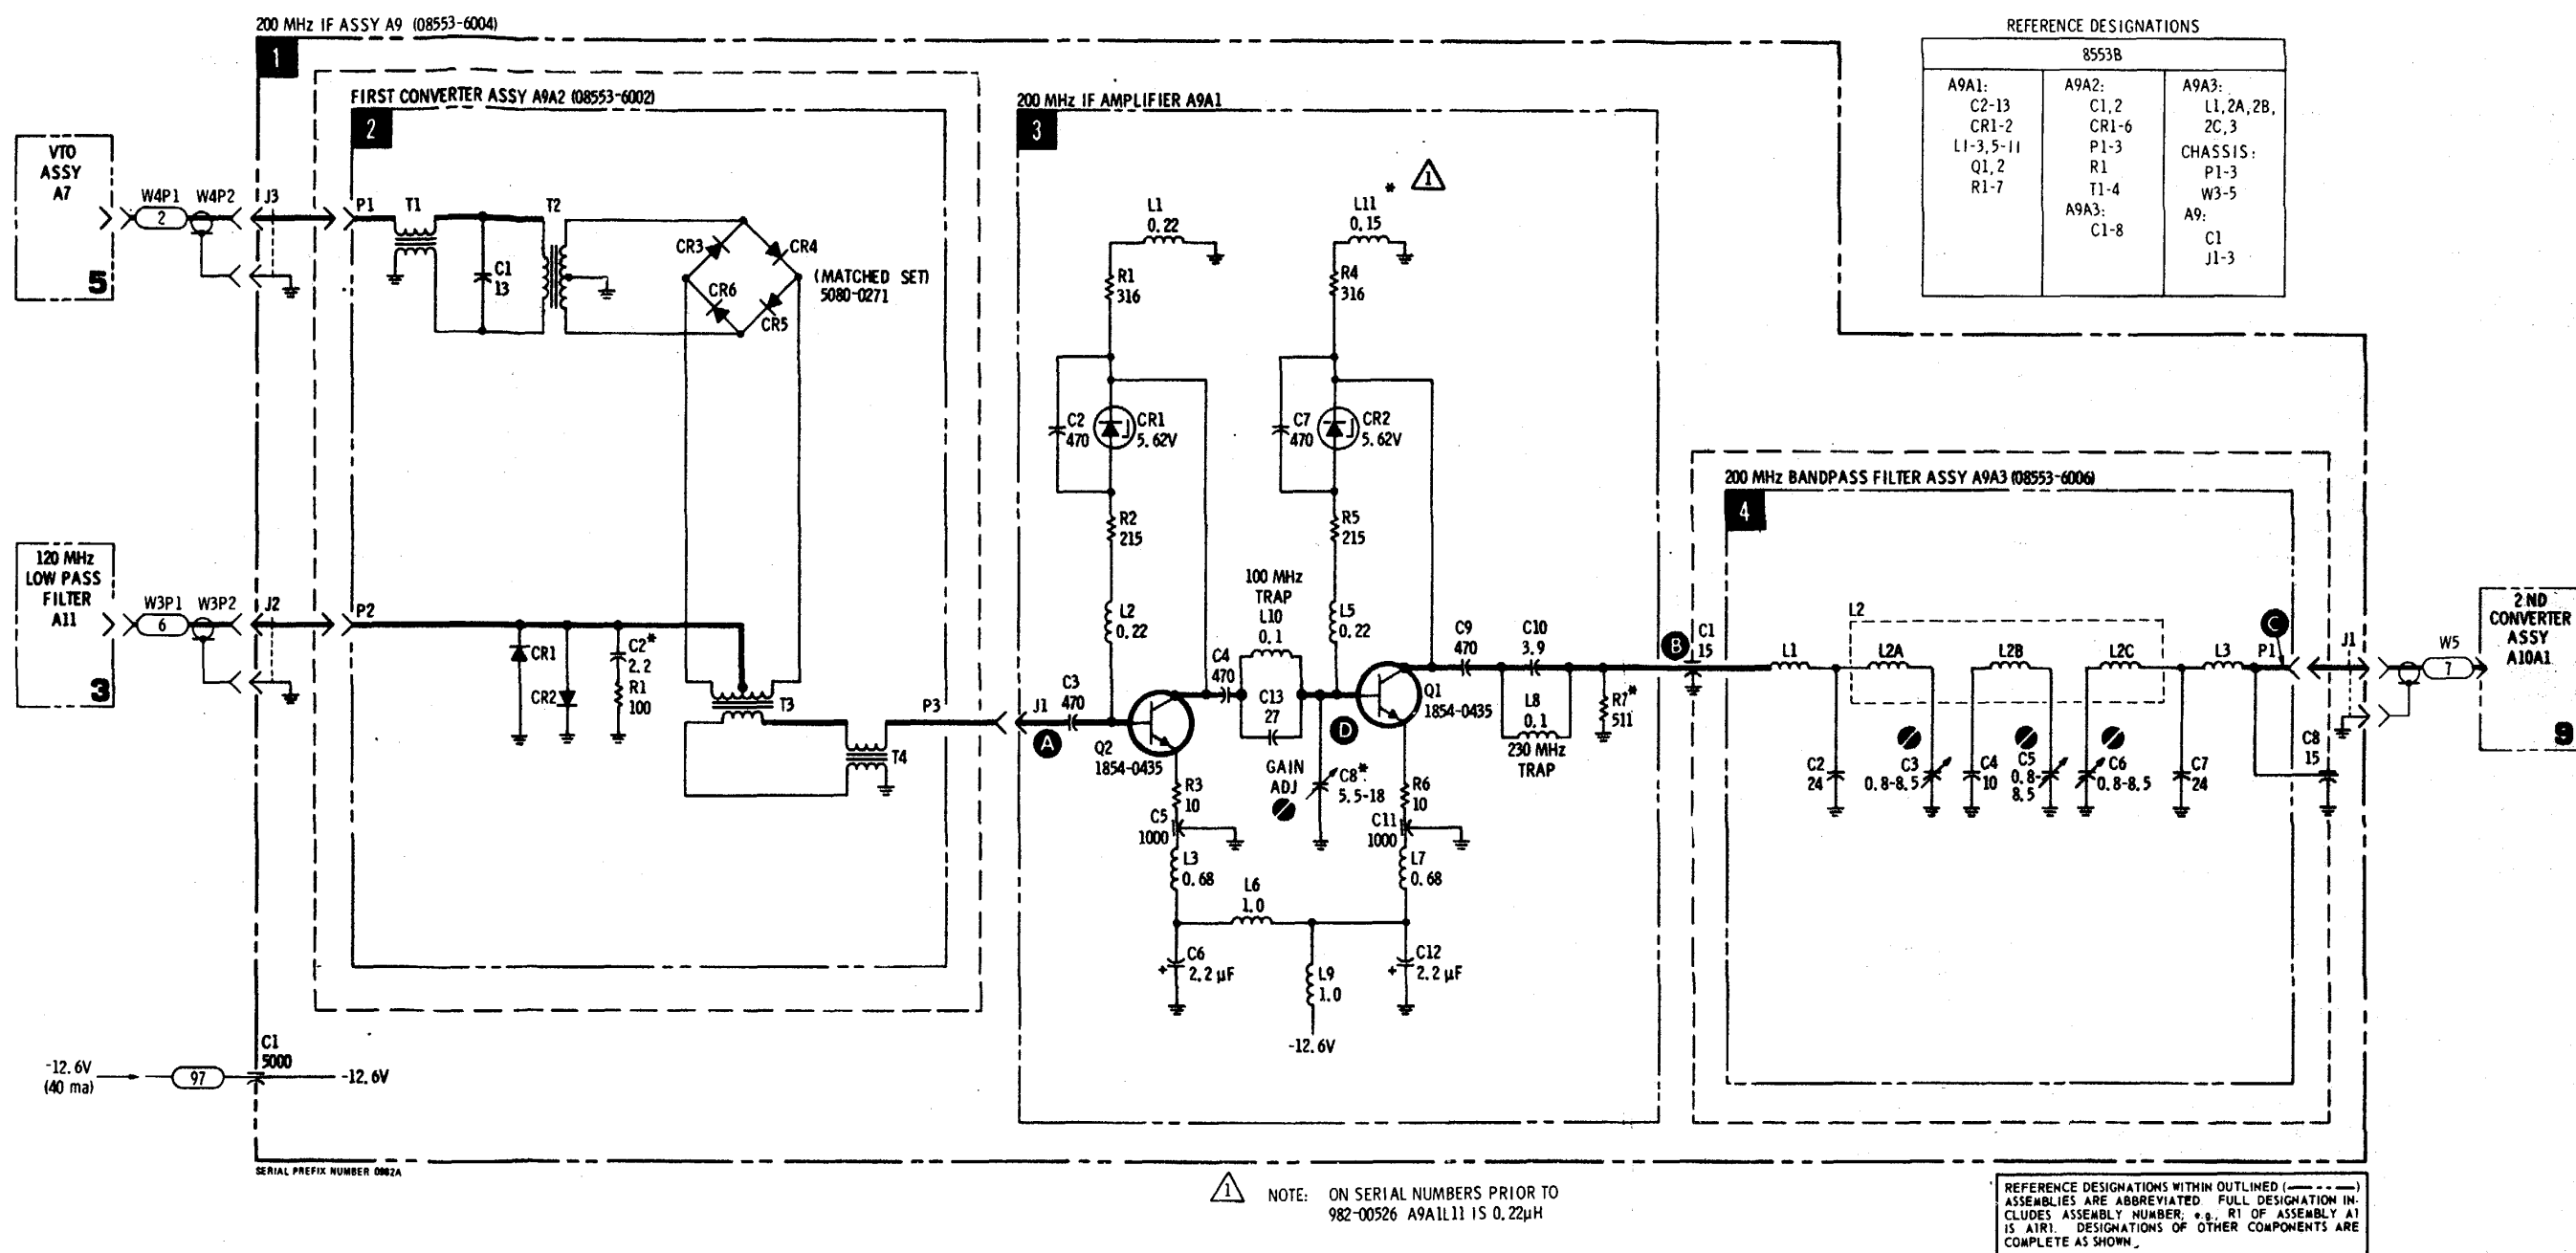 200 MHz IF ASSY A9 (08553-6004)
1
REFERENCE DESIGNATIONS
8553B
A9A1:
C2-13
CR1-2
L1-3,5-11
Q1,2
R1-7
A9A2:
C1,2
CR1-6
P1-3
R1
T1-4
A9A3:
C1-8
A9A3:
L1,2A,2B,
2C,3
CHASSIS:
P1-3
W3-5
A9:
C1
J1-3
VTO
ASSY
A7
5
W4P1
2
W4P2
J3
FIRST CONVERTER ASSY A9A2 (08553-6002)
2
P1
T1
C1
13
T2
CR3
CR4
CR6
CR5
(MATCHED SET)
5080-0271
120 MHz
LOW PASS
FILTER
A11
3
W3P1
6
W3P2
J2
P2
CR1
CR2
C2*
2.2
R1
100
T3
T4
P3
-12.6V
(40 ma)
97
C1
5000
-12.6V
200 MHz IF AMPLIFIER A9A1
3
L1
0.22
L11
0.15
*
1
R1
316
R4
316
C2
470
CR1
5.62V
C7
470
CR2
5.62V
R2
215
R5
215
L2
0.22
100 MHz
TRAP
L10
0.1
L5
0.22
J1
A
C3
470
Q2
1854-0435
C4
470
C13
27
D
Q1
1854-0435
C9
470
C10
3.9
L8
0.1
230 MHz
TRAP
R7*
511
B
GAIN
ADJ
C8*
5.5-18
R3
10
C5
1000
L3
0.68
R6
10
C11
1000
L7
0.68
L6
1.0
C6
+
2.2 µF
L9
1.0
C12
+
2.2 µF
-12.6V
200 MHz BANDPASS FILTER ASSY A9A3 (08553-6006)
4
C1
15
L1
L2
L2A
L2B
L2C
L3
P1
C
C2
24
C3
0.8-8.5
C4
10
C5
0.8-
8.5
C6
0.8-8.5
C7
24
C8
15
J1
W5
7
2 ND
CONVERTER
ASSY
A10A1
9
SERIAL PREFIX NUMBER 0982A
1
NOTE: ON SERIAL NUMBERS PRIOR TO
982-00526 A9A1L11 IS 0.22µH
REFERENCE DESIGNATIONS WITHIN OUTLINED (—--—)
ASSEMBLIES ARE ABBREVIATED. FULL DESIGNATION IN-
CLUDES ASSEMBLY NUMBER; e.g., R1 OF ASSEMBLY A1
IS A1R1. DESIGNATIONS OF OTHER COMPONENTS ARE
COMPLETE AS SHOWN.